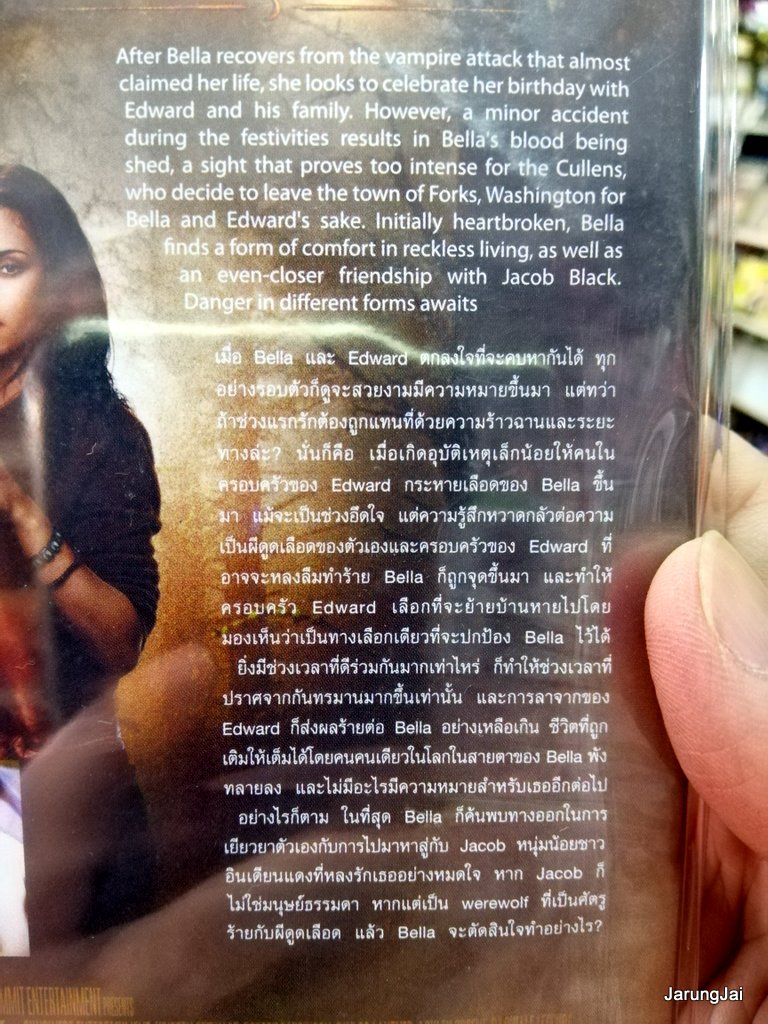 After Bella recovers from the vampire attack that almost
claimed her life, she looks to celebrate her birthday with
Edward and his family. However, a minor accident
during the festivities results in Bella's blood being
shed, a sight that proves too intense for the Cullens,
who decide to leave the town of Forks, Washington for
Bella and Edward's sake. Initially heartbroken, Bella
finds a form of comfort in reckless living, as well as
an even-closer friendship with Jacob Black.
Danger in different forms awaits
เมื่อ Bella และ Edward ตกลงใจที่จะคบหากันได้ ทุก
อย่างรอบตัวก็ดูจะสวยงามมีความหมายขึ้นมา แต่ทว่า
ถ้าช่วงแรกรักต้องถูกแทนที่ด้วยความร้าวฉานและระยะ
ทางล่ะ? นั่นก็คือ เมื่อเกิดอุบัติเหตุเล็กน้อยให้คนใน
ครอบครัวของ Edward กระหายเลือดของ Bella ขึ้น
มา แม้จะเป็นช่วงอึดใจ แต่ความรู้สึกหวาดกลัวต่อความ
เป็นผีดูดเลือดของตัวเองและครอบครัวของ Edward ที่
อาจจะหลงลืมทำร้าย Bella ก็ถูกจุดขึ้นมา และทำให้
ครอบครัว Edward เลือกที่จะย้ายบ้านหายไปโดย
มองเห็นว่าเป็นทางเลือกเดียวที่จะปกป้อง Bella ไว้ได้
ยิ่งมีช่วงเวลาที่ดีร่วมกันมากเท่าไหร่ ก็ทำให้ช่วงเวลาที่
ปราศจากกันทรมานมากขึ้นเท่านั้น และการลาจากของ
Edward ก็ส่งผลร้ายต่อ Bella อย่างเหลือเกิน ชีวิตที่ถูก
เติมให้เต็มได้โดยคนคนเดียวในโลกในสายตาของ Bella พัง
ทลายลง และไม่มีอะไรมีความหมายสำหรับเธออีกต่อไป
อย่างไรก็ตาม ในที่สุด Bella ก็ค้นพบทางออกในการ
เยียวยาตัวเองกับการไปมาหาสู่กับ Jacob หนุ่มน้อยชาว
อินเดียนแดงที่หลงรักเธออย่างหมดใจ หาก Jacob ก็
ไม่ใช่มนุษย์ธรรมดา หากแต่เป็น werewolf ที่เป็นศัตรู
ร้ายกับผีดูดเลือด แล้ว Bella จะตัดสินใจทำอย่างไร?
ENTERTAINMENT PRESENTS
JarungJai